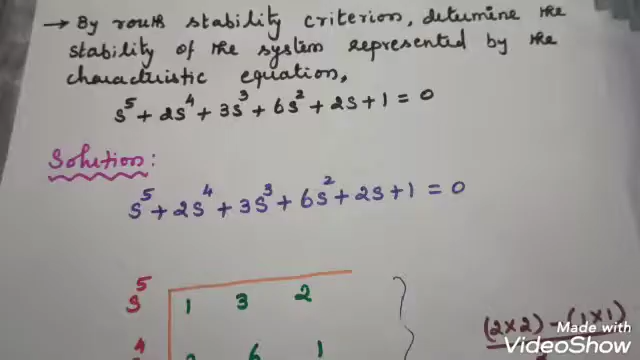 → By routh stability criterion, determine the
stability of the system represented by the
characteristic equation,
s⁵ + 2s⁴ + 3s³ + 6s² + 2s + 1 = 0
Solution:
s⁵ + 2s⁴ + 3s³ + 6s² + 2s + 1 = 0
s⁵ 1 3 2
(2×2) - (1×1)
s⁴ 2 6 1
Made with
VideoShow